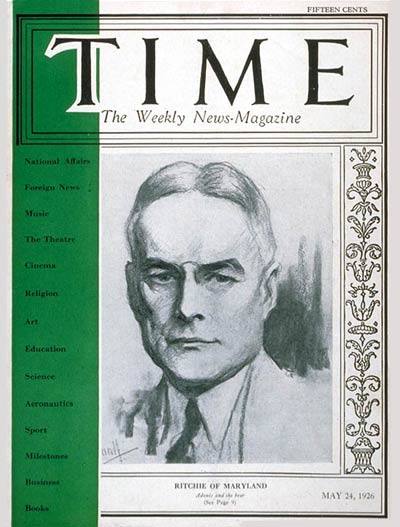 FIFTEEN CENTS
TIME
The Weekly News-Magazine
National Affairs
Foreign News
Music
The Theatre
Cinema
Religion
Art
Education
Science
Aeronautics
Sport
Milestones
Business
Books
RITCHIE OF MARYLAND
Adonis and the bear
(See Page 9)
MAY 24, 1926